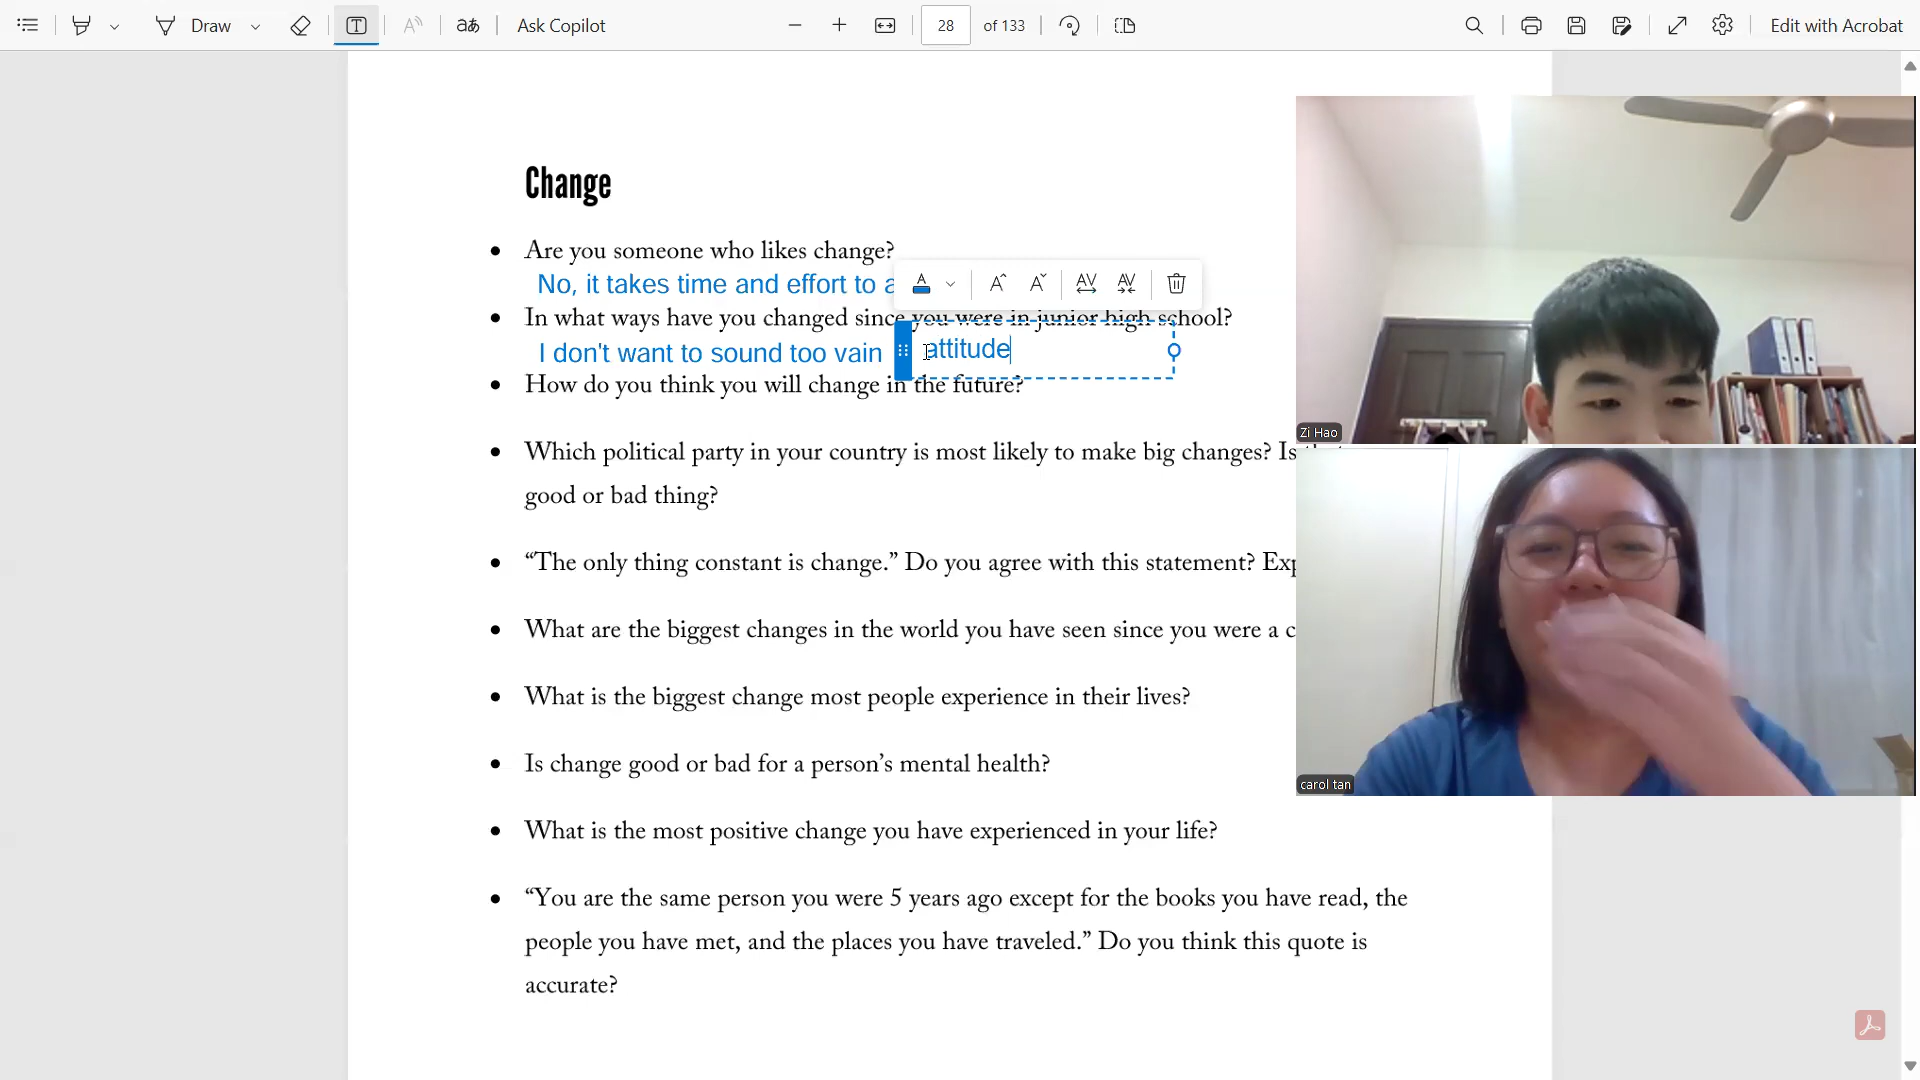 Draw
Ask Copilot
28 of 133
Edit with Acrobat
Change
Are you someone who likes change?
No, it takes time and effort to a
In what ways have you changed since you were in junior high school?
I don't want to sound too vain
attitude
How do you think you will change in the future?
Which political party in your country is most likely to make big changes? Is that
good or bad thing?
“The only thing constant is change.” Do you agree with this statement? Exp
What are the biggest changes in the world you have seen since you were a c
What is the biggest change most people experience in their lives?
Is change good or bad for a person’s mental health?
What is the most positive change you have experienced in your life?
“You are the same person you were 5 years ago except for the books you have read, the
people you have met, and the places you have traveled.” Do you think this quote is
accurate?
Zi Hao
carol tan